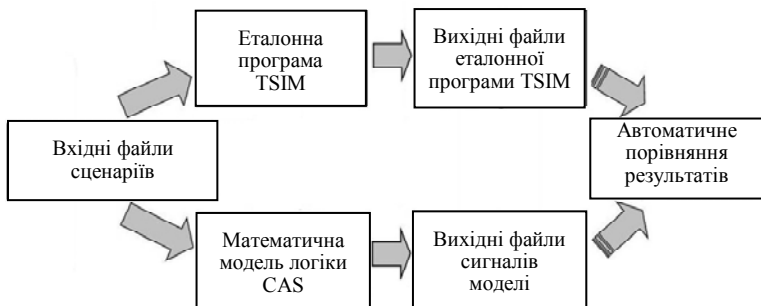 Еталонна
програма
TSIM
Вихідні файли
еталонної
програми TSIM
Вхідні файли
сценаріїв
Автоматичне
порівняння
результатів
Математична
модель логіки
CAS
Вихідні файли
сигналів
моделі